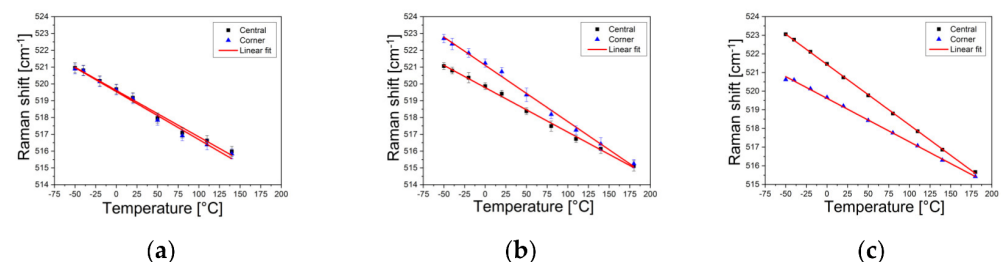 524
523
522
521
520
519
518
517
516
515
514
Raman shift [cm-1]
-75 -50 -25 0 25 50 75 100 125 150 175 200
Temperature [°C]
Central
Corner
Linear fit
(a)
524
523
522
521
520
519
518
517
516
515
514
Raman shift [cm-1]
-75 -50 -25 0 25 50 75 100 125 150 175 200
Temperature [°C]
Central
Corner
Linear fit
(b)
524
523
522
521
520
519
518
517
516
515
Raman shift [cm-1]
-75 -50 -25 0 25 50 75 100 125 150 175 200
Temperature [°C]
Central
Corner
Linear fit
(c)